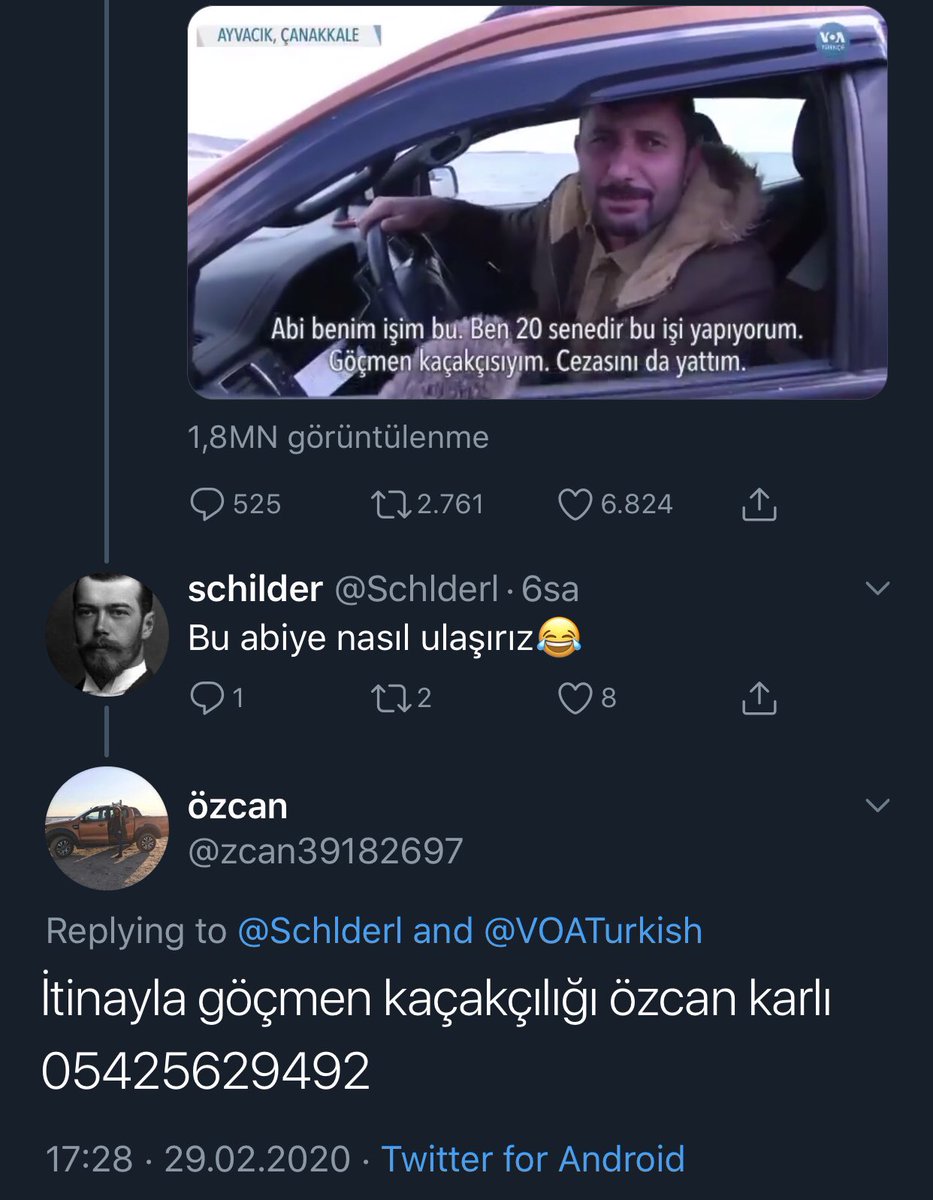 AYVACIK, ÇANAKKALE
VOA
TÜRKÇE
Abi benim işim bu. Ben 20 senedir bu işi yapıyorum.
Göçmen kaçakçısıyım. Cezasını da yattım.
1,8MN görüntülenme
525 2.761 6.824
schilder @Schlderl · 6sa
Bu abiye nasıl ulaşırız😂
1 2 8
özcan
@zcan39182697
Replying to @Schlderl and @VOATurkish
İtinayla göçmen kaçakçılığı özcan karlı
05425629492
17:28 · 29.02.2020 · Twitter for Android